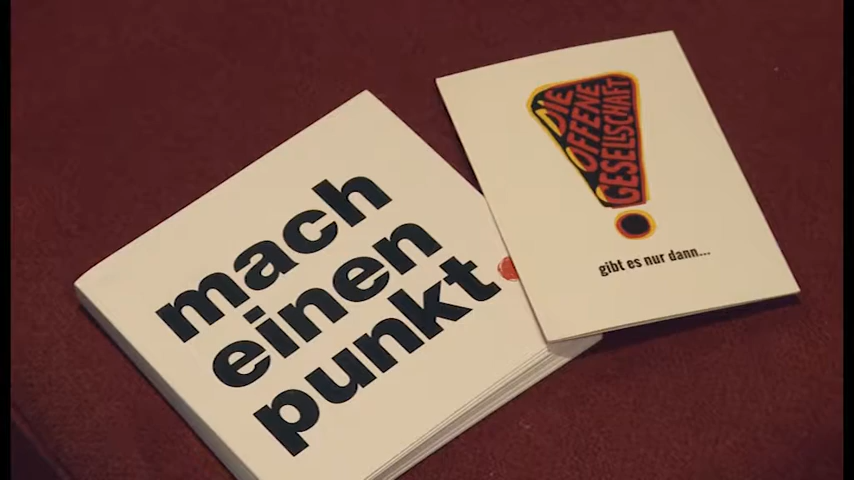 mach
einen
punkt
DIE
OFFENE
GESELLSCHAFT
gibt es nur dann...